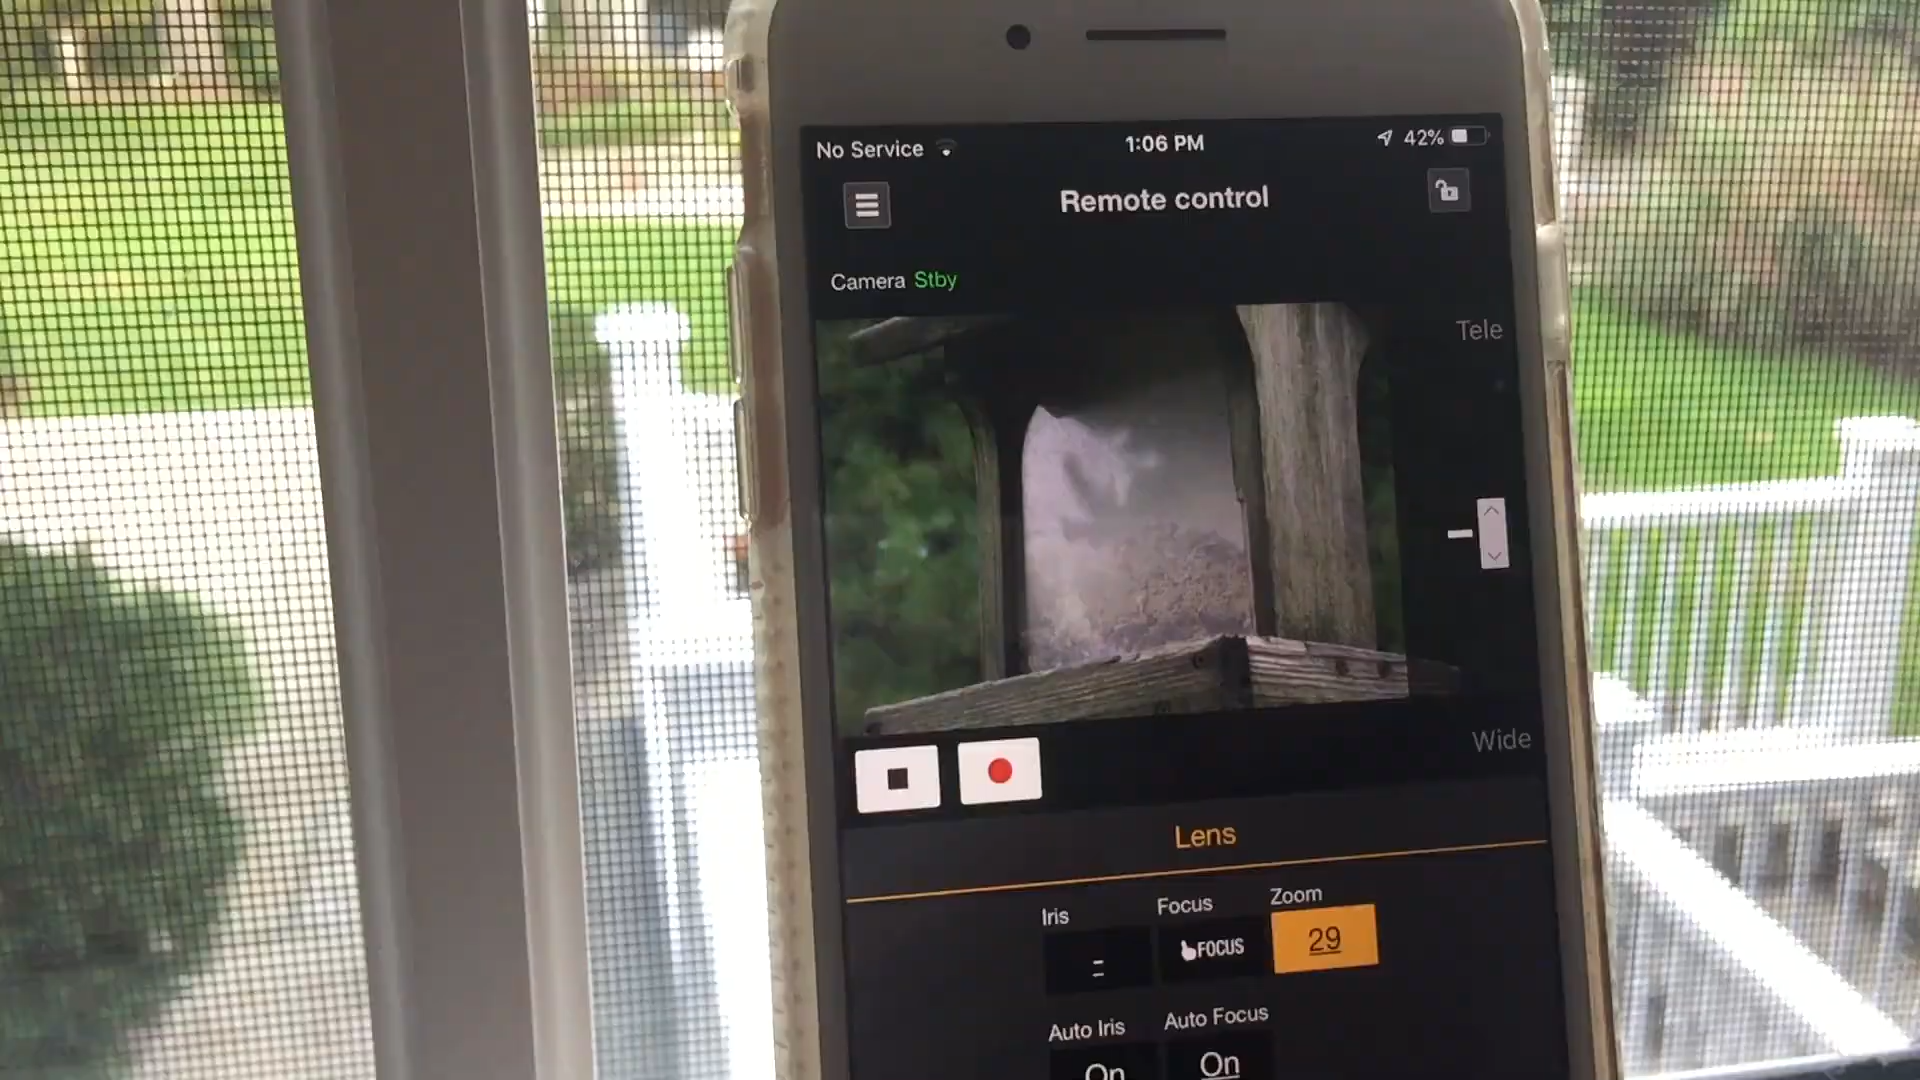 No Service 1:06 PM 42%
Remote control
Camera Stby
Tele
Wide
Lens
Iris Focus Zoom
FOCUS 29
Auto Iris Auto Focus
On On